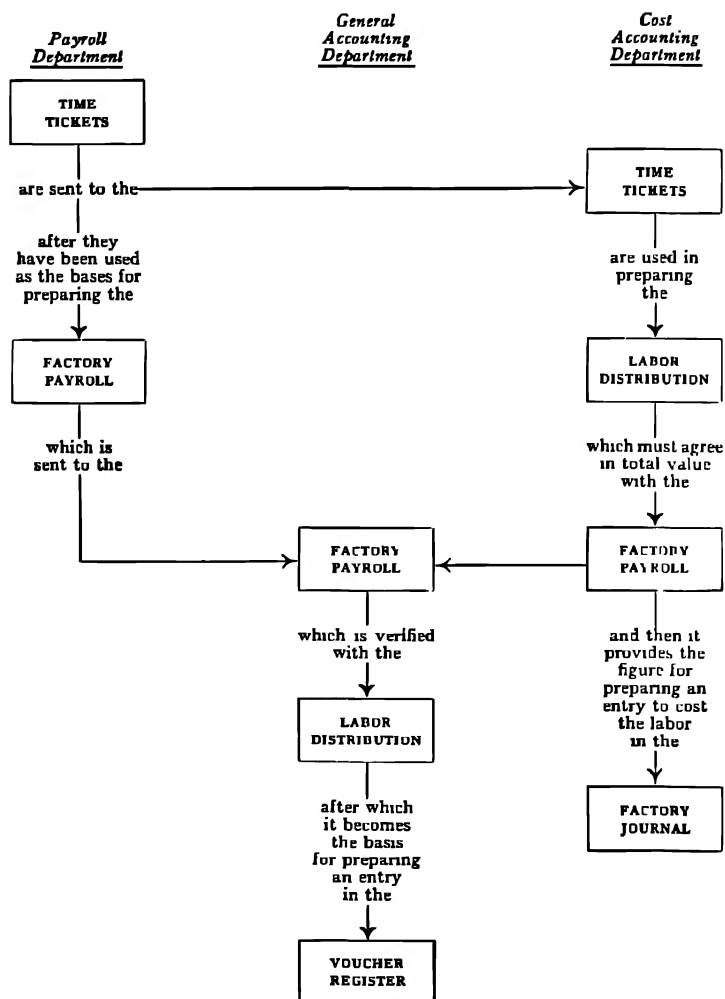 Payroll
Department
General
Accounting
Department
Cost
Accounting
Department
TIME
TICKETS
are sent to the
after they
have been used
as the bases for
preparing the
FACTORY
PAYROLL
which is
sent to the
FACTORY
PAYROLL
which is verified
with the
LABOR
DISTRIBUTION
after which
it becomes
the basis
for preparing
an entry
in the
VOUCHER
REGISTER
TIME
TICKETS
are used in
preparing
the
LABOR
DISTRIBUTION
which must agree
in total value
with the
FACTORY
PAYROLL
and then it
provides the
figure for
preparing an
entry to cost
the labor
in the
FACTORY
JOURNAL